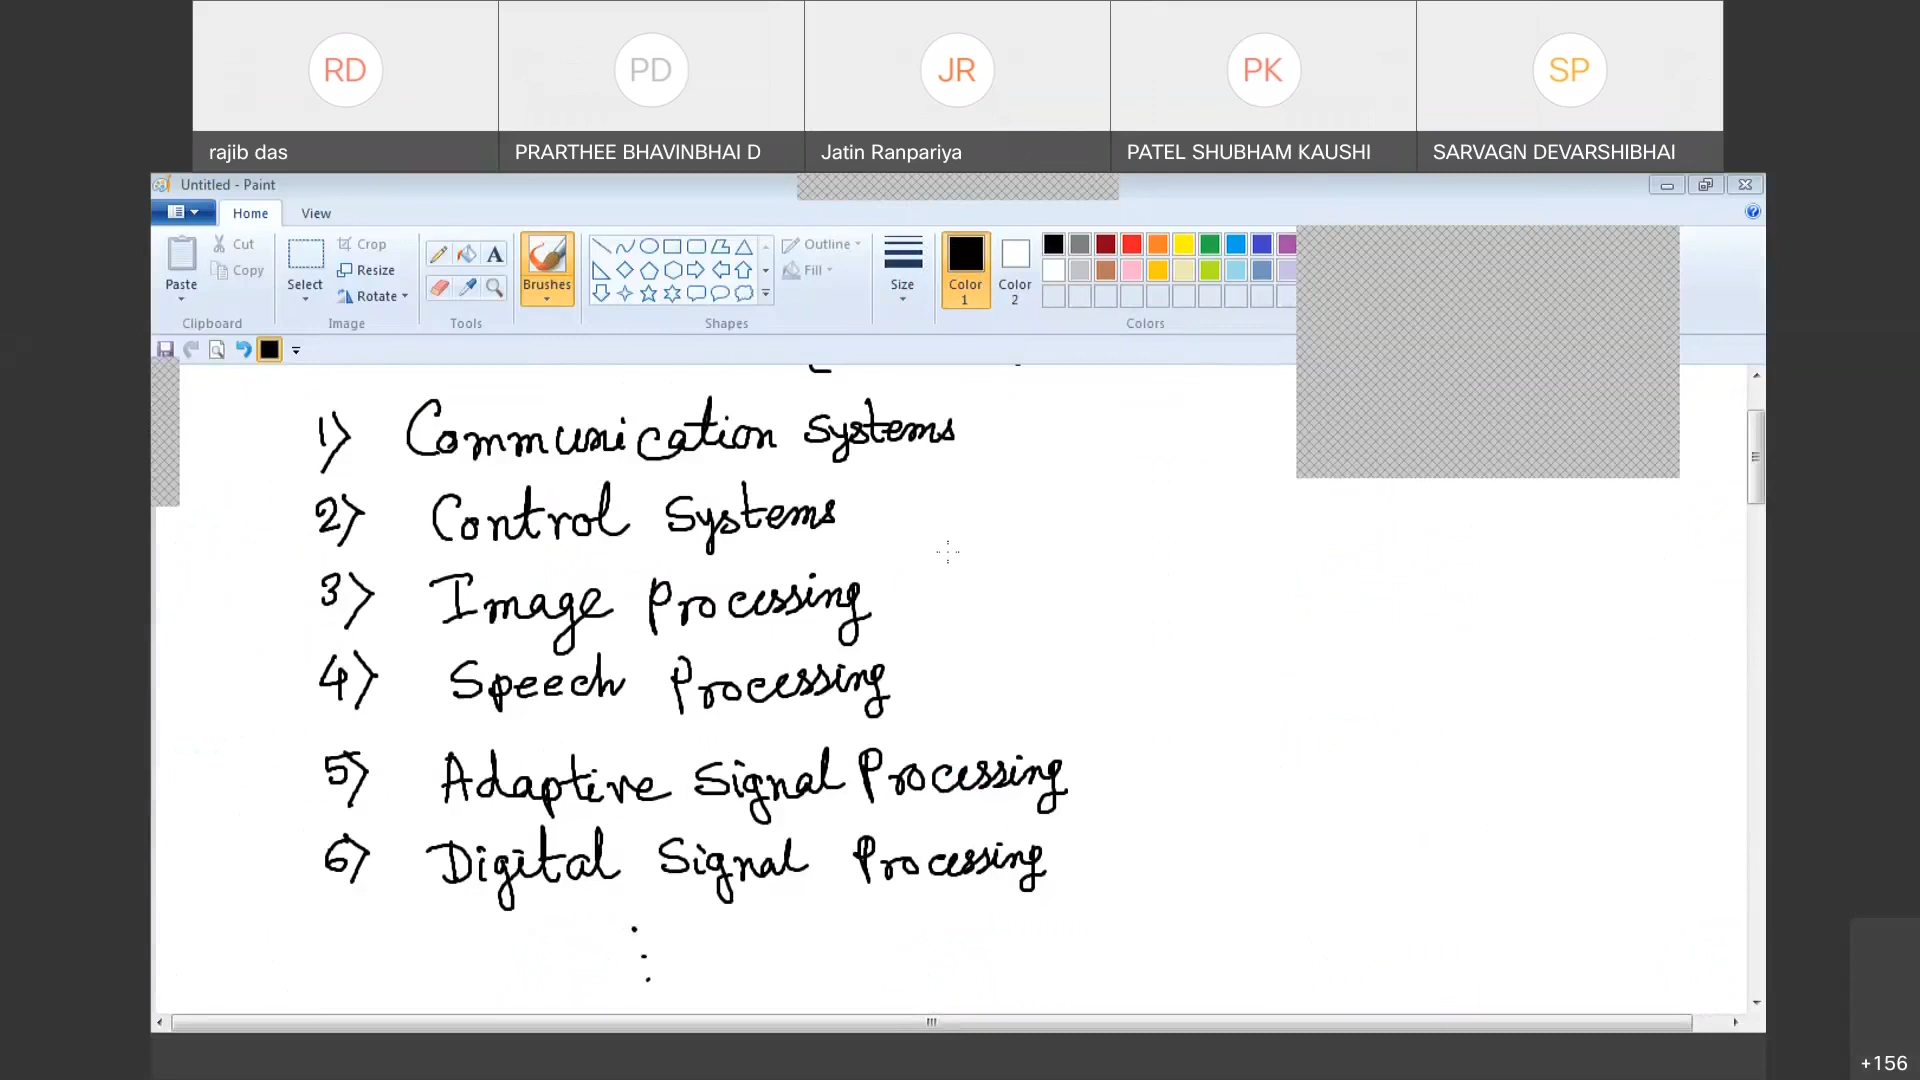 RD PD JR PK SP
rajib das PRARTHEE BHAVINBHAI D Jatin Ranpariya PATEL SHUBHAM KAUSHI SARVAGN DEVARSHIBHAI
Untitled - Paint
Home View
Paste Cut Copy
Select Crop Resize Rotate
A
Brushes
Outline Fill
Size
Color 1
Color 2
Clipboard Image Tools Shapes Colors
1) Communication Systems
2) Control Systems
3) Image Processing
4) Speech Processing
5) Adaptive Signal Processing
6) Digital Signal Processing
+156